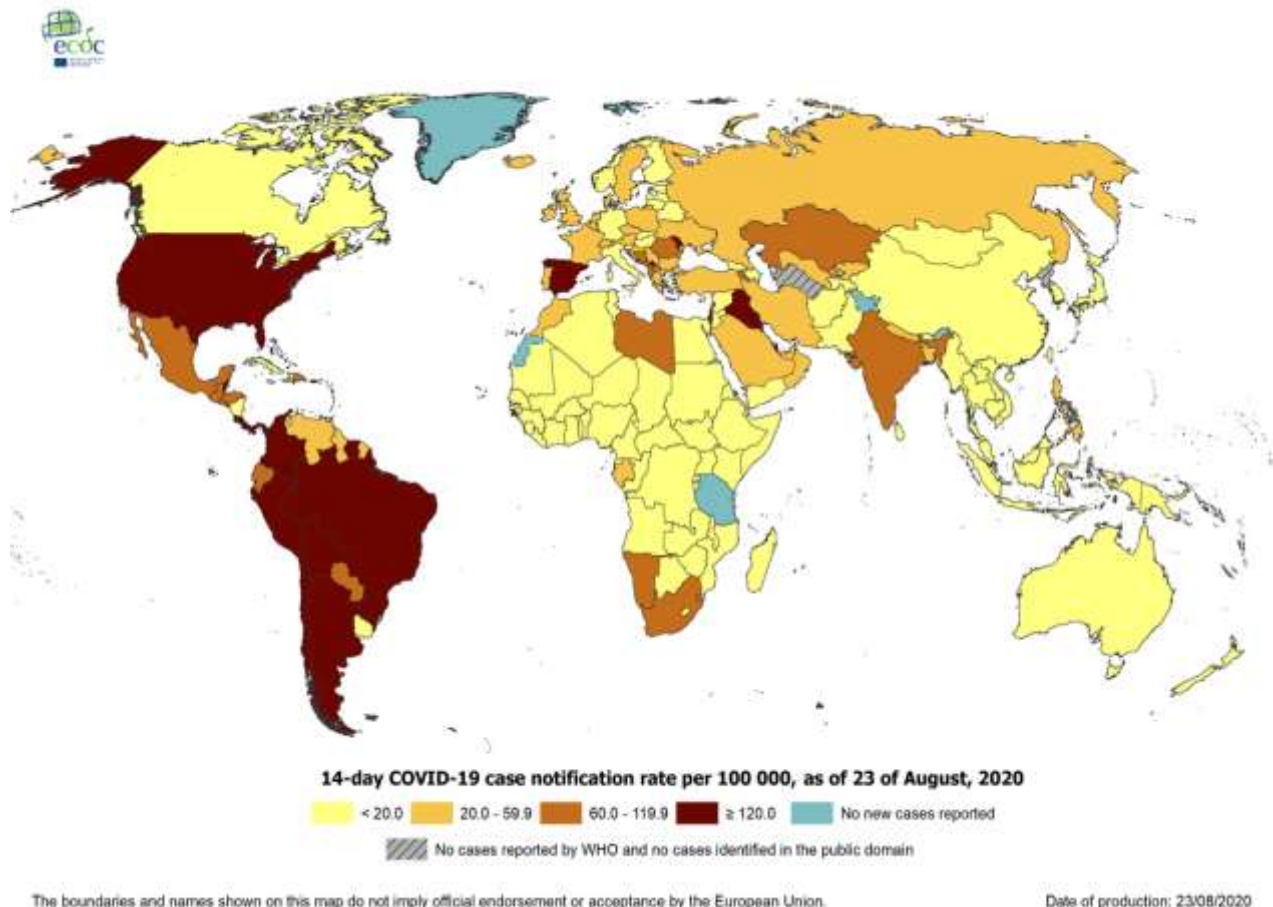 ecdc
14-day COVID-19 case notification rate per 100 000, as of 23 of August, 2020
< 20.0 20.0 - 59.9 60.0 - 119.9 ≥ 120.0 No new cases reported
No cases reported by WHO and no cases identified in the public domain
The boundaries and names shown on this map do not imply official endorsement or acceptance by the European Union. Date of production: 23/08/2020